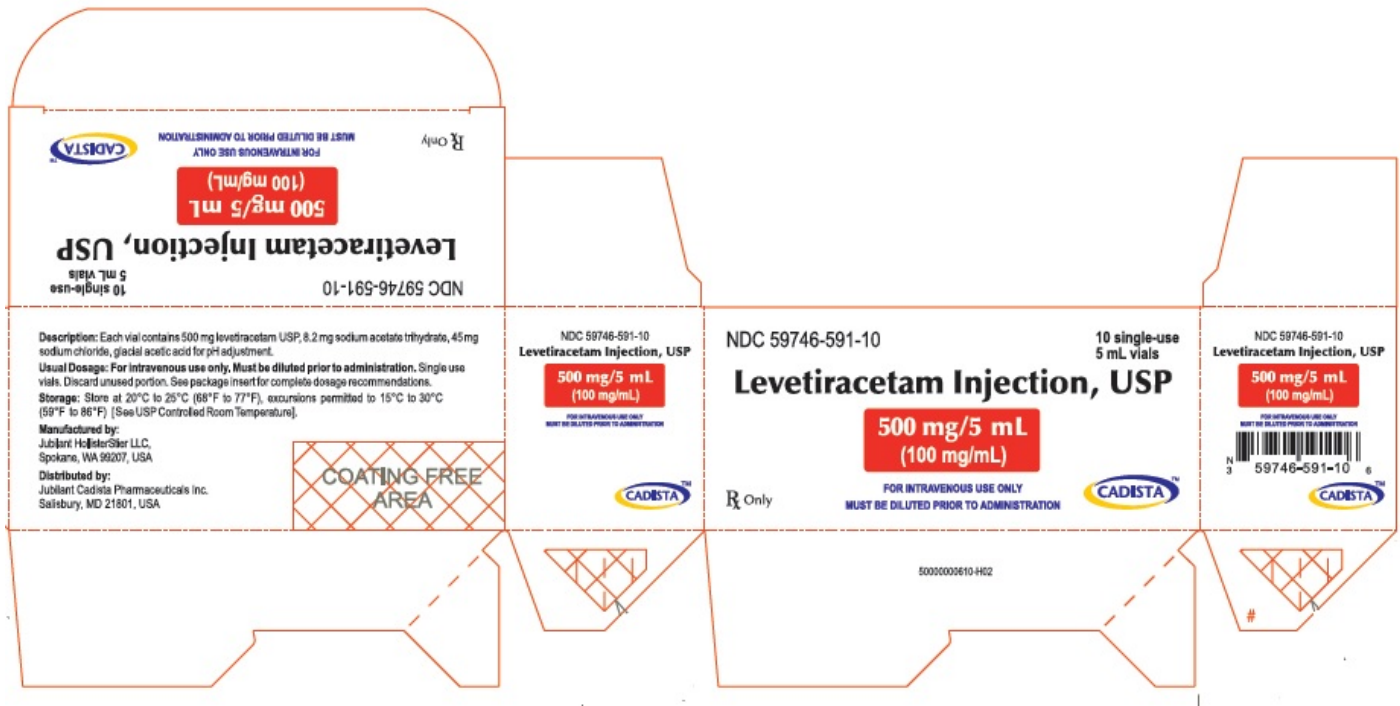 CADISTA™
FOR INTRAVENOUS USE ONLY
MUST BE DILUTED PRIOR TO ADMINISTRATION
Rx Only
500 mg/5 mL
(100 mg/mL)
Levetiracetam Injection, USP
10 single-use
5 mL vials
NDC 59746-591-10
Description: Each vial contains 500 mg levetiracetam USP, 8.2 mg sodium acetate trihydrate, 45 mg
sodium chloride, glacial acetic acid for pH adjustment.
Usual Dosage: For intravenous use only. Must be diluted prior to administration. Single use
vials. Discard unused portion. See package insert for complete dosage recommendations.
Storage: Store at 20°C to 25°C (68°F to 77°F), excursions permitted to 15°C to 30°C
(59°F to 86°F) [See USP Controlled Room Temperature].
Manufactured by:
Jubilant HollisterStier LLC,
Spokane, WA 99207, USA
Distributed by:
Jubilant Cadista Pharmaceuticals Inc.
Salisbury, MD 21801, USA
COATING FREE
AREA
NDC 59746-591-10
Levetiracetam Injection, USP
500 mg/5 mL
(100 mg/mL)
FOR INTRAVENOUS USE ONLY
MUST BE DILUTED PRIOR TO ADMINISTRATION
CADISTA™
NDC 59746-591-10
10 single-use
5 mL vials
Levetiracetam Injection, USP
500 mg/5 mL
(100 mg/mL)
Rx Only
FOR INTRAVENOUS USE ONLY
MUST BE DILUTED PRIOR TO ADMINISTRATION
CADISTA™
50000000610-H02
NDC 59746-591-10
Levetiracetam Injection, USP
500 mg/5 mL
(100 mg/mL)
FOR INTRAVENOUS USE ONLY
MUST BE DILUTED PRIOR TO ADMINISTRATION
N
3 59746-591-10 6
CADISTA™
#